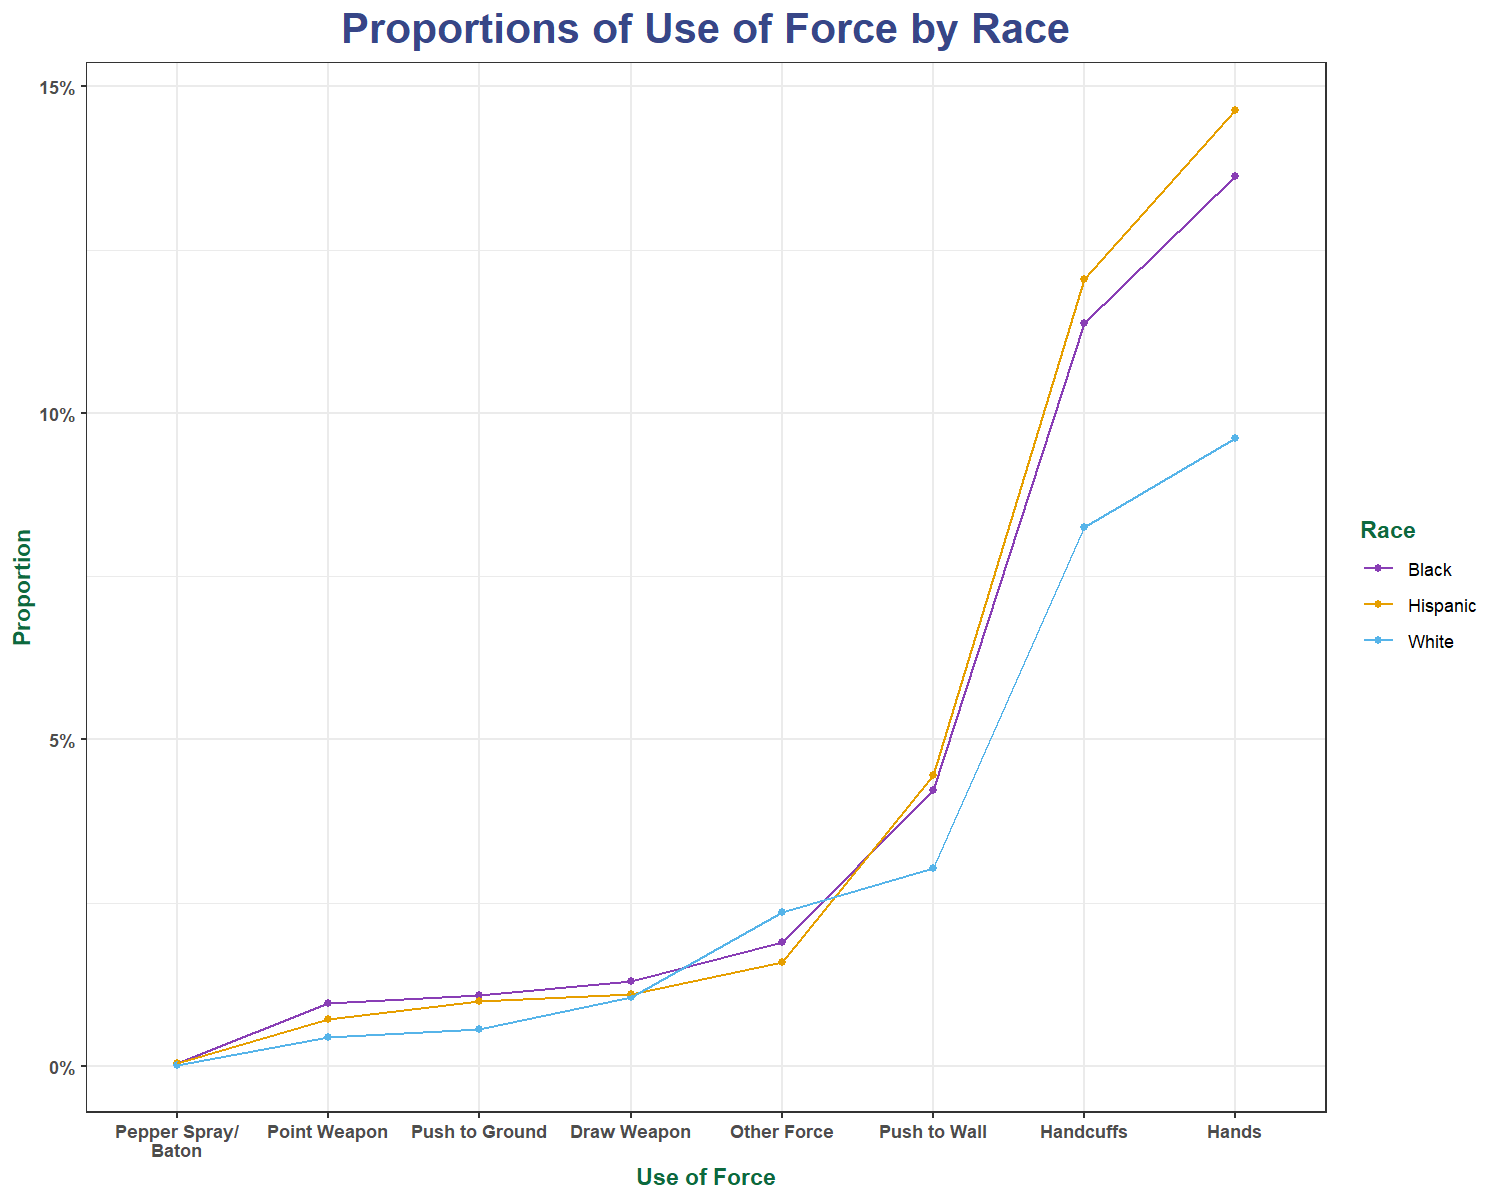 Proportions of Use of Force by Race
15%
10%
5%
0%
Proportion
Pepper Spray/
Baton
Point Weapon
Push to Ground
Draw Weapon
Other Force
Push to Wall
Handcuffs
Hands
Use of Force
Race
Black
Hispanic
White